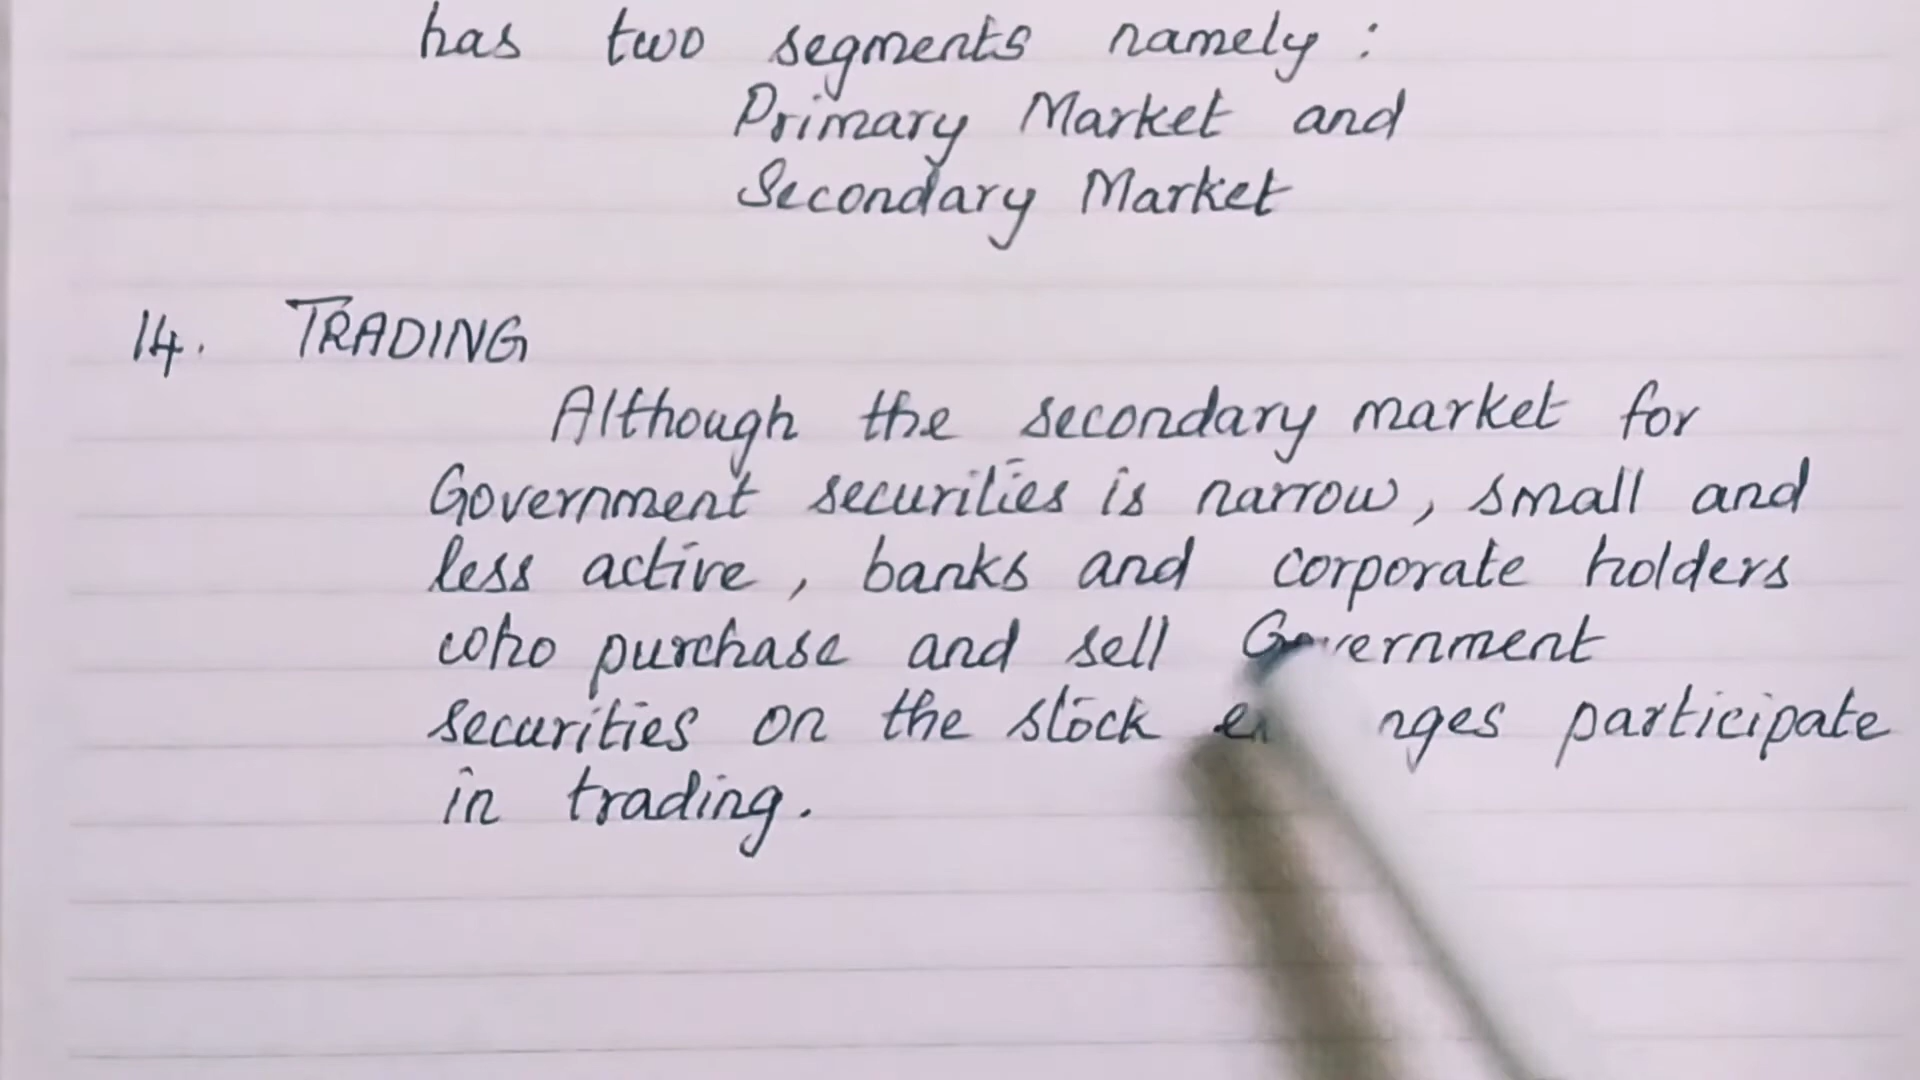 has two segments namely :
Primary Market and
Secondary Market
14. TRADING
Although the secondary market for
Government securities is narrow, small and
less active, banks and corporate holders
who purchase and sell Government
securities on the stock participate
in trading.